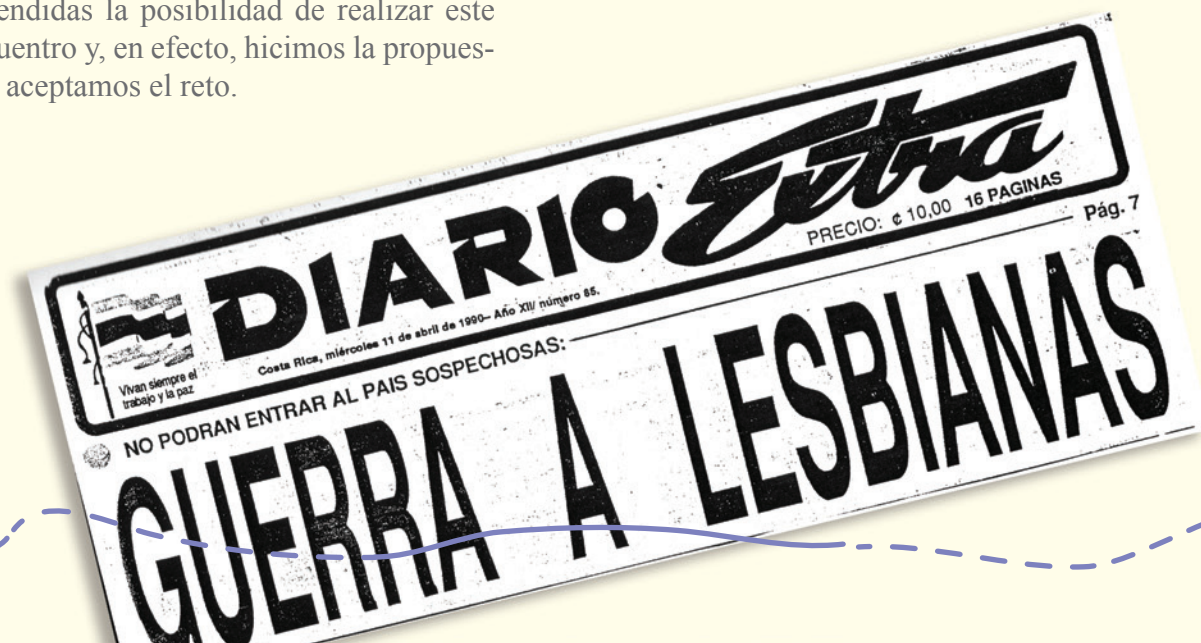 endidas la posibilidad de realizar este
uentro y, en efecto, hicimos la propues-
aceptamos el reto.
DIARIO Extra
PRECIO: ¢ 10,00 16 PAGINAS
Vivan siempre el
trabajo y la paz
Costa Rica, miércoles 11 de abril de 1990– Año XII/ número 85.
NO PODRAN ENTRAR AL PAIS SOSPECHOSAS:
Pág. 7
GUERRA A LESBIANAS